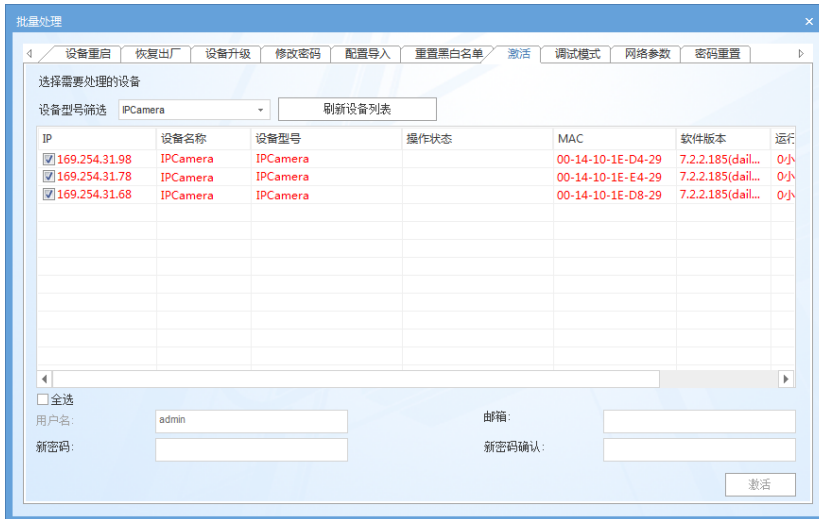 批量处理
设备重启 恢复出厂 设备升级 修改密码 配置导入 重置黑白名单 激活 调试模式 网络参数 密码重置
选择需要处理的设备
设备型号筛选 IPCamera 刷新设备列表
IP 设备名称 设备型号 操作状态 MAC 软件版本 运行
169.254.31.98 IPCamera IPCamera 00-14-10-1E-D4-29 7.2.2.185(dail... 0小
169.254.31.78 IPCamera IPCamera 00-14-10-1E-E4-29 7.2.2.185(dail... 0小
169.254.31.68 IPCamera IPCamera 00-14-10-1E-D8-29 7.2.2.185(dail... 0小
全选
用户名: admin 邮箱:
新密码: 新密码确认:
激活